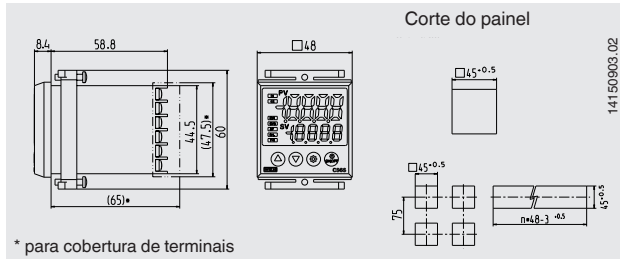 Corte do painel
8.4
58.8
□48
□45+0.5
14150903.02
PV
SV
44.5
(47.5)*
60
CS6S
(65)*
□45+0.5
75
n*48-3 +0.5
45+0.5
* para cobertura de terminais